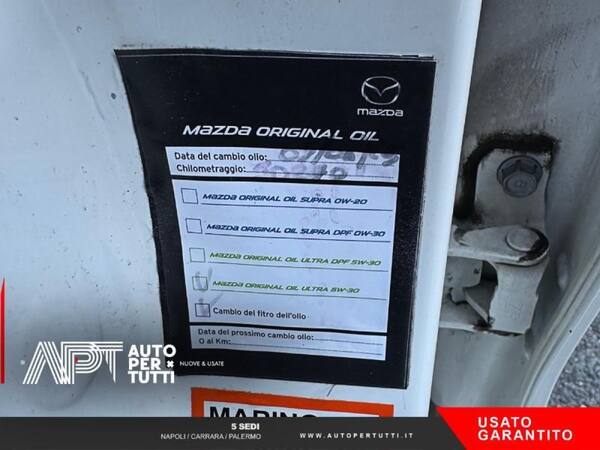 mazda
MAZDA ORIGINAL OIL
Data del cambio olio:
Chilometraggio:
MAZDA ORIGINAL OIL SUPRA 0W-20
MAZDA ORIGINAL OIL SUPRA DPF 0W-30
MAZDA ORIGINAL OIL ULTRA DPF 5W-30
MAZDA ORIGINAL OIL ULTRA 5W-30
Cambio del filtro dell'olio
Data del prossimo cambio olio:
O ai Km:
APT AUTO
PER
TUTTI
NUOVE & USATE
5 SEDI
NAPOLI / CARRARA / PALERMO
WWW.AUTOPERTUTTI.IT
USATO
GARANTITO